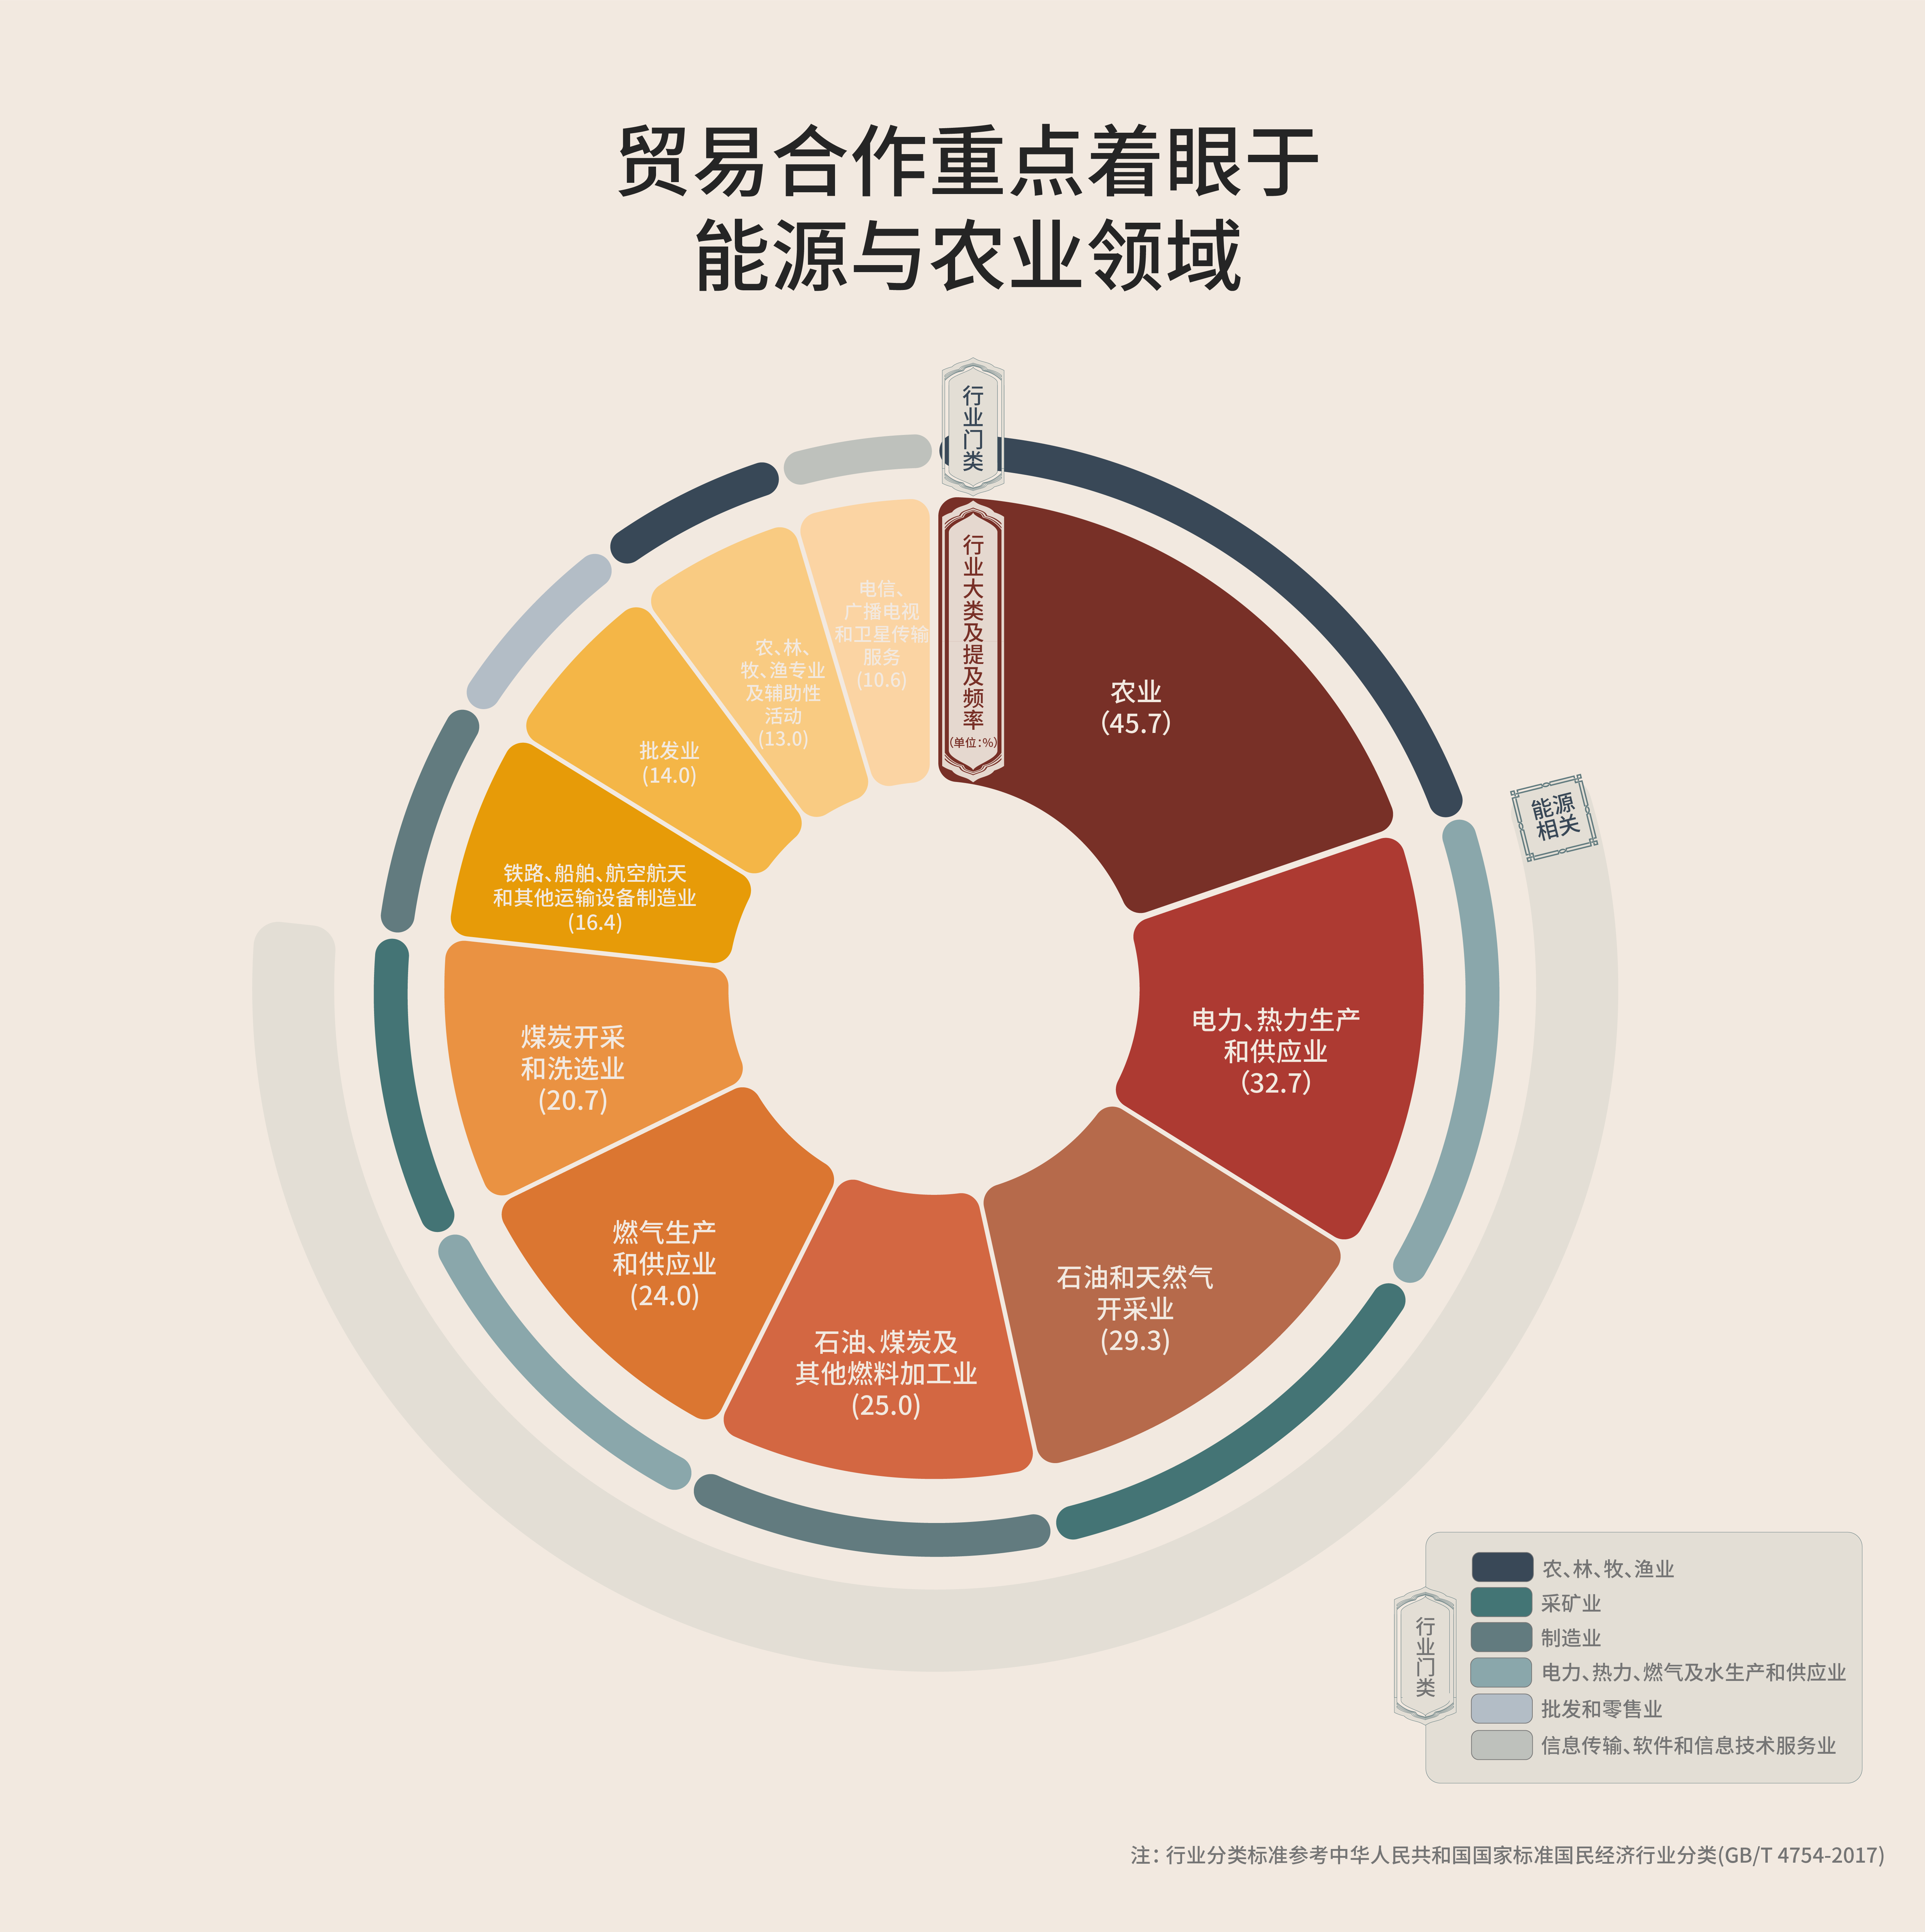 贸易合作重点着眼于
能源与农业领域
行业门类
行业大类及提及频率
(单位:%)
农业
(45.7)
电力、热力生产
和供应业
(32.7)
石油和天然气
开采业
(29.3)
石油、煤炭及
其他燃料加工业
(25.0)
燃气生产
和供应业
(24.0)
煤炭开采
和洗选业
(20.7)
铁路、船舶、航空航天
和其他运输设备制造业
(16.4)
批发业
(14.0)
农、林、
牧、渔专业
及辅助性
活动
(13.0)
电信、
广播电视
和卫星传输
服务
(10.6)
能源
相关
行业门类
农、林、牧、渔业
采矿业
制造业
电力、热力、燃气及水生产和供应业
批发和零售业
信息传输、软件和信息技术服务业
注：行业分类标准参考中华人民共和国国家标准国民经济行业分类(GB/T 4754-2017)